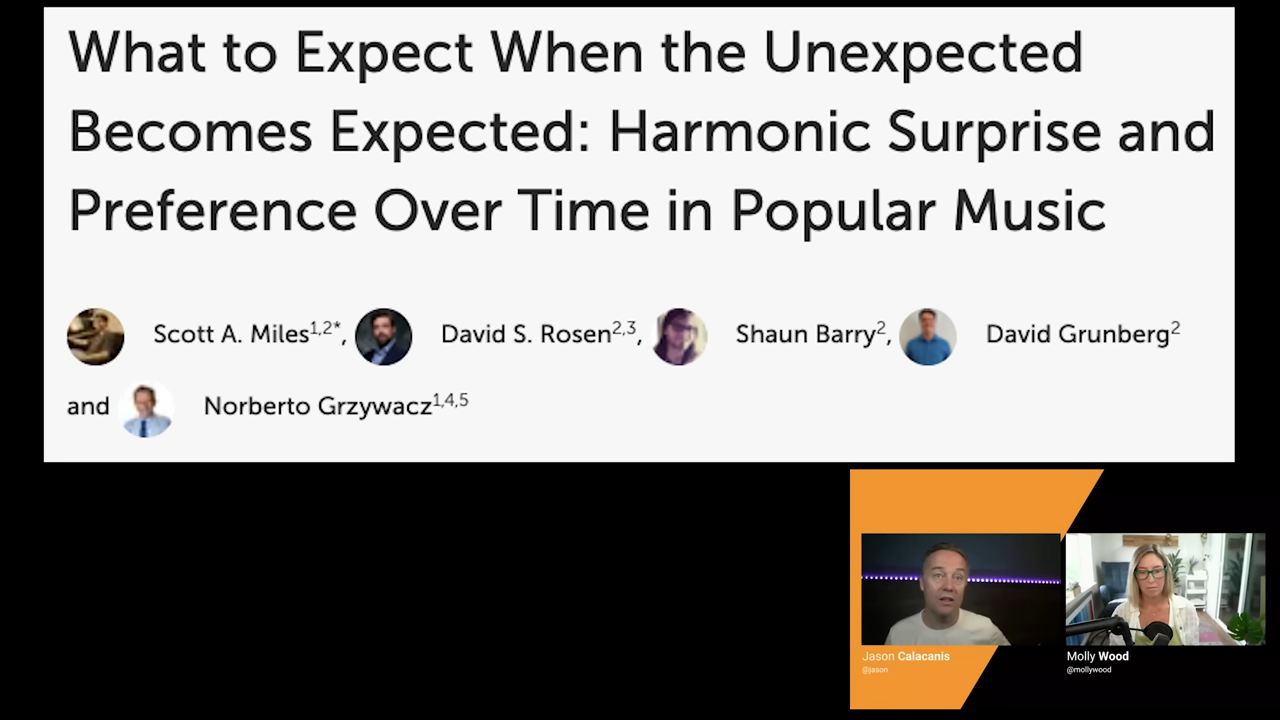 What to Expect When the Unexpected
Becomes Expected: Harmonic Surprise and
Preference Over Time in Popular Music
Scott A. Miles1,2*, David S. Rosen2,3, Shaun Barry2, David Grunberg2
and Norberto Grzywacz1,4,5
Jason Calacanis
@jason
Molly Wood
@mollywood